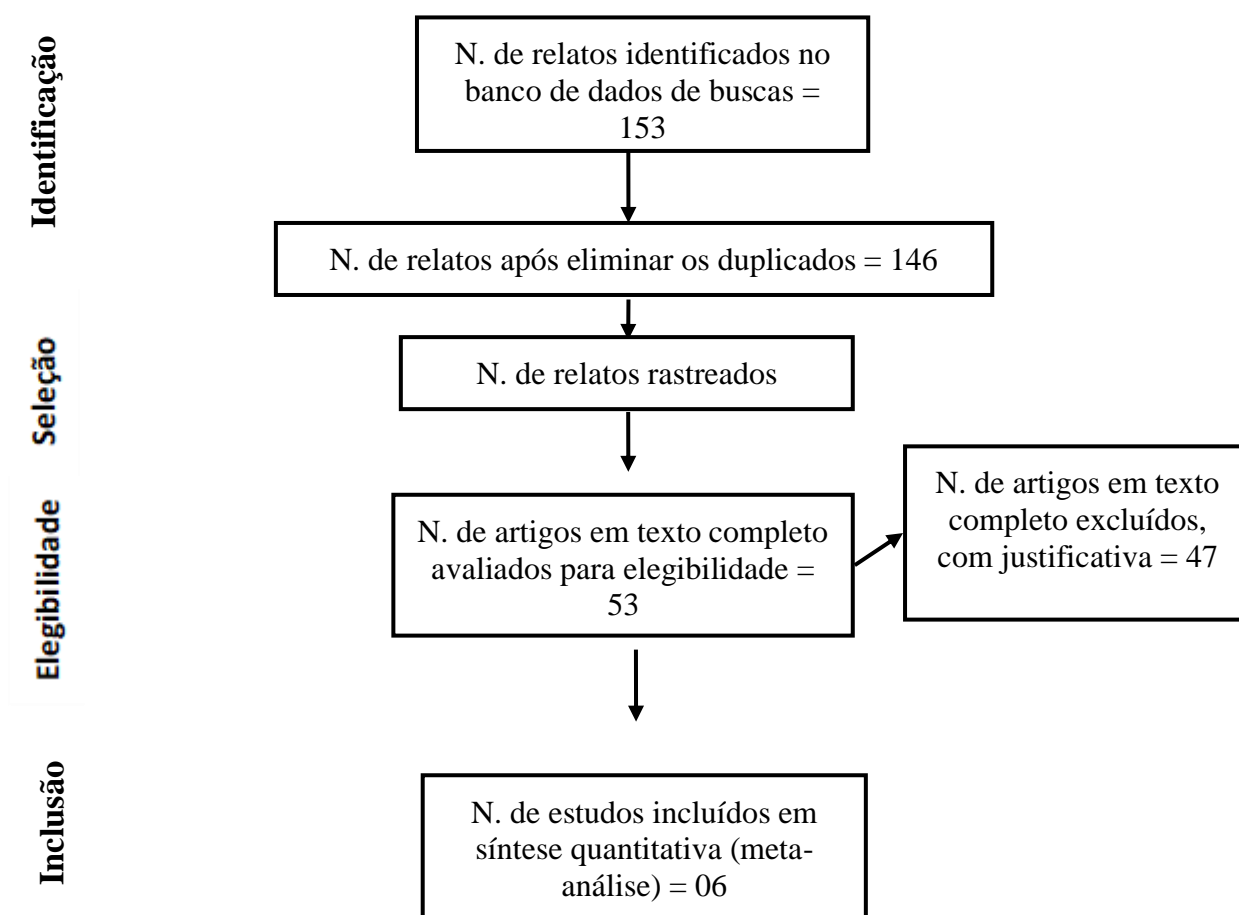 Identificação
N. de relatos identificados no
banco de dados de buscas =
153
N. de relatos após eliminar os duplicados = 146
Seleção
N. de relatos rastreados
Elegibilidade
N. de artigos em texto completo
avaliados para elegibilidade =
53
N. de artigos em texto
completo excluídos,
com justificativa = 47
Inclusão
N. de estudos incluídos em
síntese quantitativa (meta-
análise) = 06